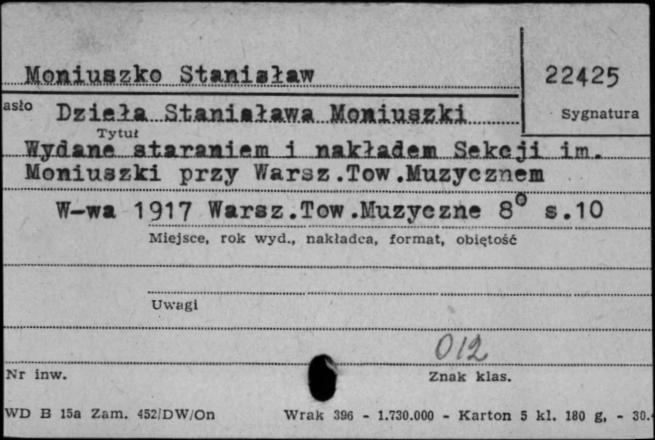 Moniuszko Stanisław 22425
asło Dzieła Stanisława Moniuszki Sygnatura
Tytuł
Wydane staraniem i nakładem Sekcji im.
Moniuszki przy Warsz.Tow.Muzycznem
W-wa 1917 Warsz.Tow.Muzyczne 8° s.10
Miejsce, rok wyd., nakładca, format, objętość
Uwagi
012
Nr inw. Znak klas.
WD B 15a Zam. 452/DW/On Wrak 396 - 1.730.000 - Karton 5 kl. 180 g, - 30.